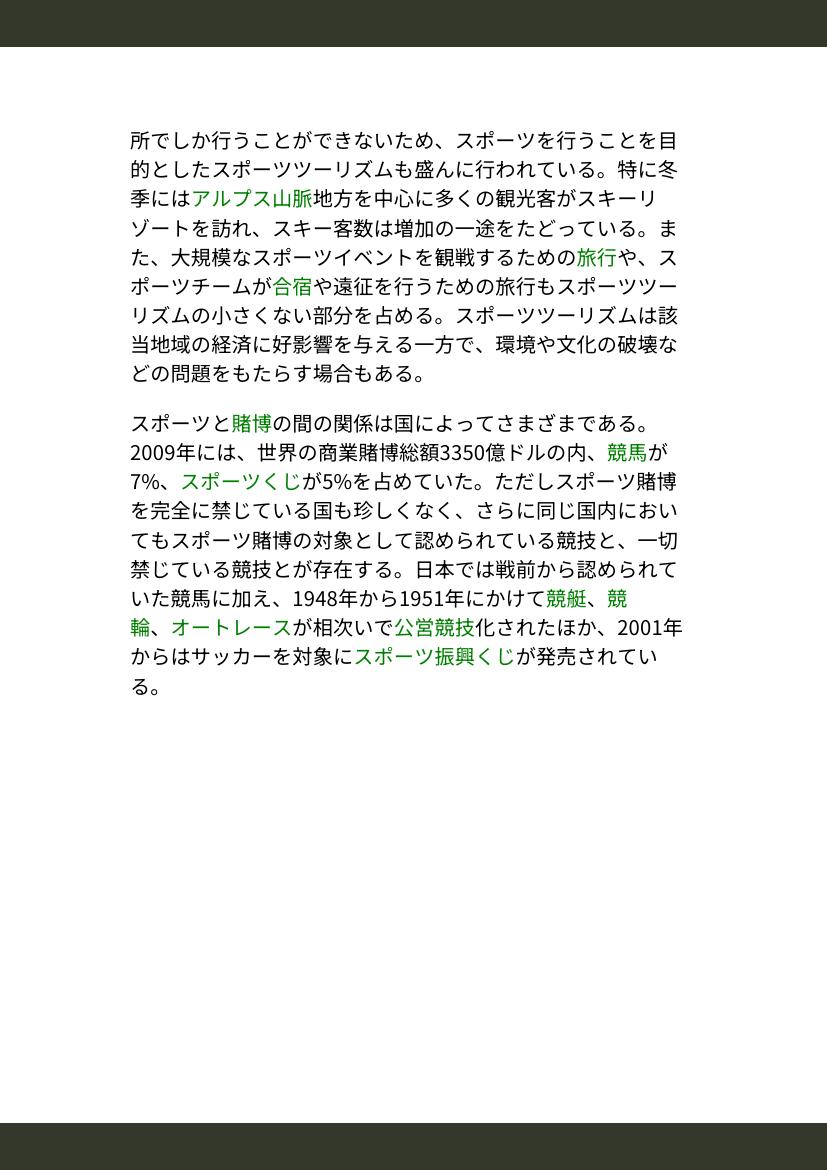 所でしか行うことができないため、スポーツを行うことを目
的としたスポーツツーリズムも盛んに行われている。特に冬
季にはアルプス山脈地方を中心に多くの観光客がスキーリ
ゾートを訪れ、スキー客数は増加の一途をたどっている。ま
た、大規模なスポーツイベントを観戦するための旅行や、ス
ポーツチームが合宿や遠征を行うための旅行もスポーツツー
リズムの小さくない部分を占める。スポーツツーリズムは該
当地域の経済に好影響を与える一方で、環境や文化の破壊な
どの問題をもたらす場合もある。
スポーツと賭博の間の関係は国によってさまざまである。
2009年には、世界の商業賭博総額3350億ドルの内、競馬が
7%、スポーツくじが5%を占めていた。ただしスポーツ賭博
を完全に禁じている国も珍しくなく、さらに同じ国内におい
てもスポーツ賭博の対象として認められている競技と、一切
禁じている競技とが存在する。日本では戦前から認められて
いた競馬に加え、1948年から1951年にかけて競艇、競
輪、オートレースが相次いで公営競技化されたほか、2001年
からはサッカーを対象にスポーツ振興くじが発売されてい
る。